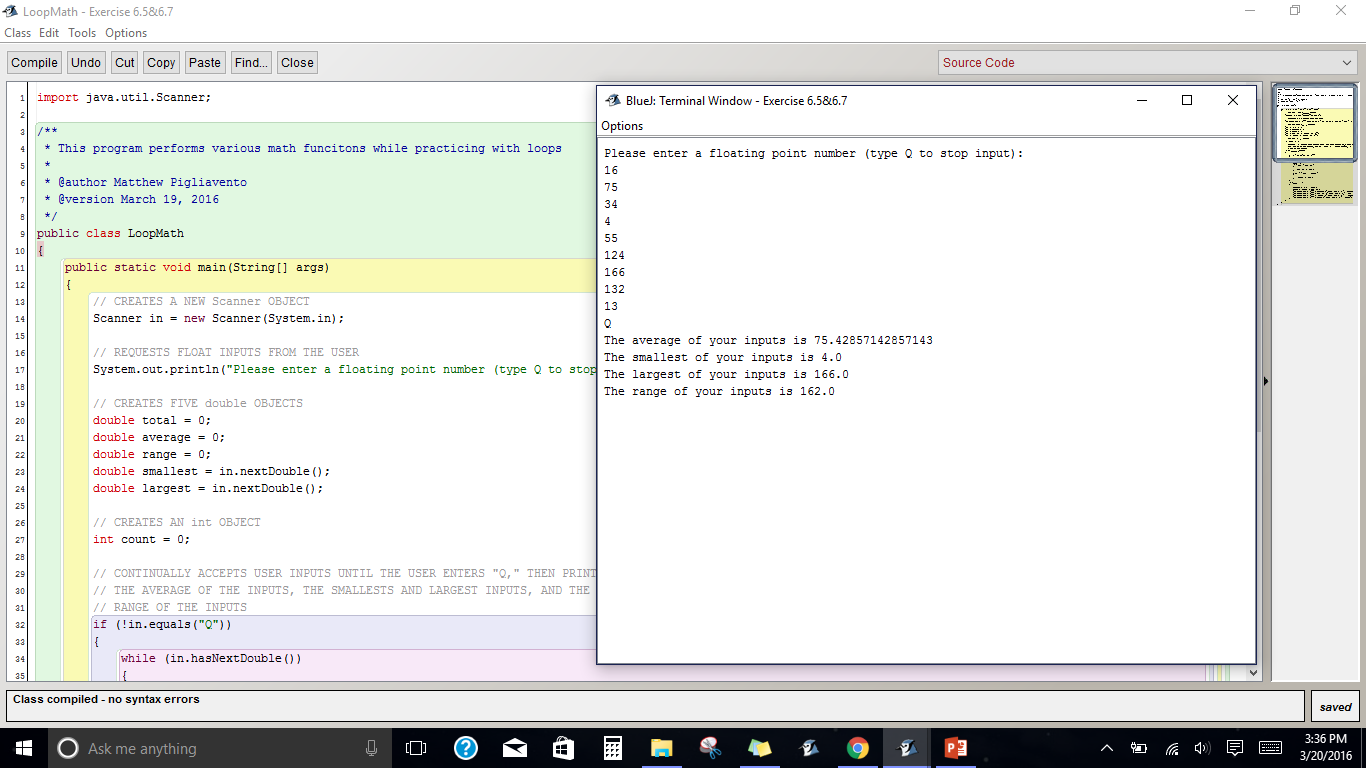 LoopMath - Exercise 6.5&6.7
Class Edit Tools Options
Compile Undo Cut Copy Paste Find... Close
Source Code
1 import java.util.Scanner;
2
3 /**
4 * This program performs various math funcitons while practicing with loops
5 *
6 * @author Matthew Pigliavento
7 * @version March 19, 2016
8 */
9 public class LoopMath
10 {
11 public static void main(String[] args)
12 {
13 // CREATES A NEW Scanner OBJECT
14 Scanner in = new Scanner(System.in);
15
16 // REQUESTS FLOAT INPUTS FROM THE USER
17 System.out.println("Please enter a floating point number (type Q to stop
18
19 // CREATES FIVE double OBJECTS
20 double total = 0;
21 double average = 0;
22 double range = 0;
23 double smallest = in.nextDouble();
24 double largest = in.nextDouble();
25
26 // CREATES AN int OBJECT
27 int count = 0;
28
29 // CONTINUALLY ACCEPTS USER INPUTS UNTIL THE USER ENTERS "Q," THEN PRINT
30 // THE AVERAGE OF THE INPUTS, THE SMALLESTS AND LARGEST INPUTS, AND THE
31 // RANGE OF THE INPUTS
32 if (!in.equals("Q"))
33 {
34 while (in.hasNextDouble())
35 {
BlueJ: Terminal Window - Exercise 6.5&6.7
Options
Please enter a floating point number (type Q to stop input):
16
75
34
4
55
124
166
132
13
Q
The average of your inputs is 75.42857142857143
The smallest of your inputs is 4.0
The largest of your inputs is 166.0
The range of your inputs is 162.0
Class compiled - no syntax errors
saved
Ask me anything
3:36 PM
3/20/2016